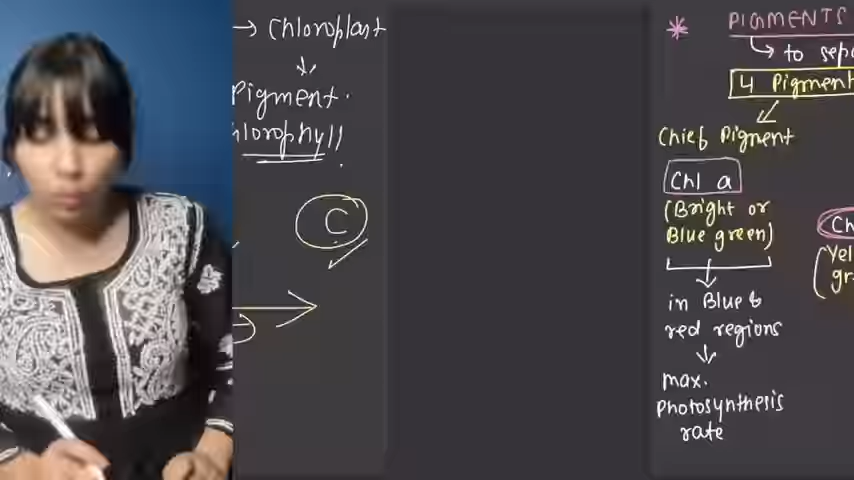 → Chloroplast
Pigment.
hlorophyll
C
* PIGMENTS
to sepa
4 Pigment
Chief Pigment
Chl a
(Bright or
Blue green)
in Blue &
red regions
max.
Photosynthesis
rate
Ch
(Yel
gr